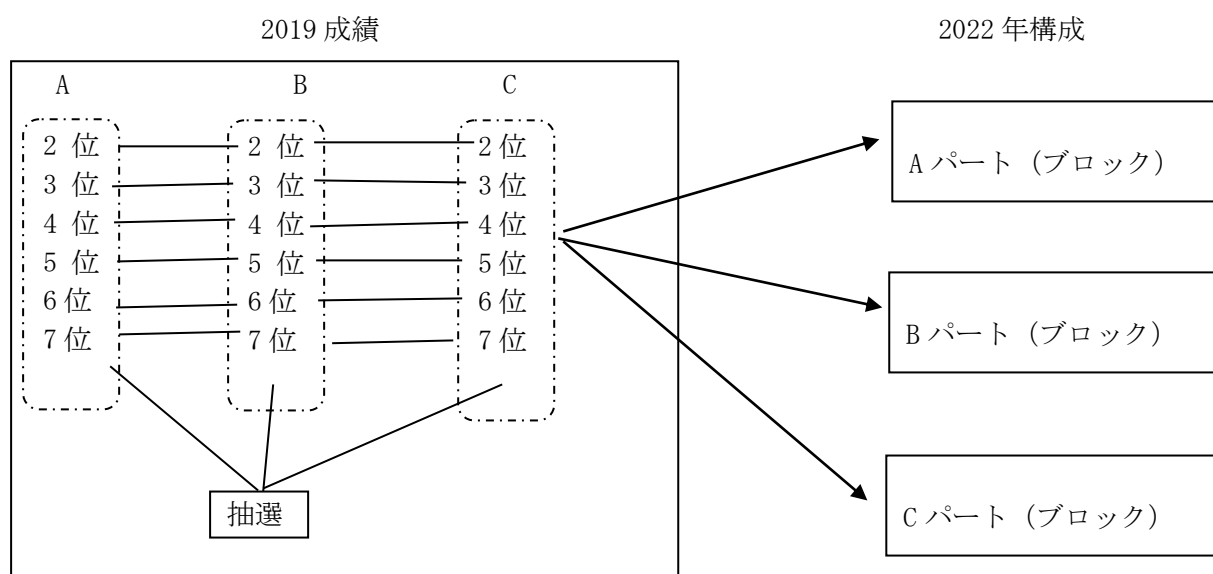 2019 成績
2022 年構成
A B C
2 位 2 位 2位
3 位 3 位 3位
4 位 4 位 4位
5 位 5 位 5位
6位 6位 6位
7位 7位 7位
抽選
A パート（ブロック）
B パート（ブロック）
C パート（ブロック）